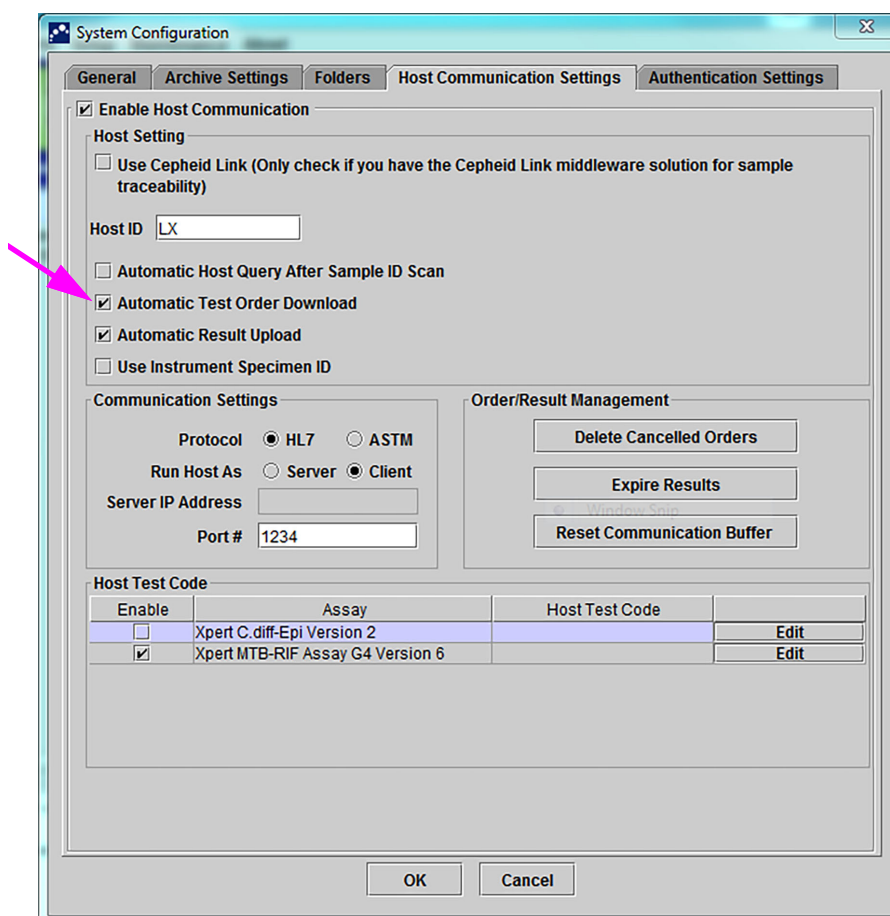 System Configuration
General Archive Settings Folders Host Communication Settings Authentication Settings
Enable Host Communication
Host Setting
Use Cepheid Link (Only check if you have the Cepheid Link middleware solution for sample
traceability)
Host ID LX
Automatic Host Query After Sample ID Scan
Automatic Test Order Download
Automatic Result Upload
Use Instrument Specimen ID
Communication Settings
Protocol HL7 ASTM
Run Host As Server Client
Server IP Address
Port # 1234
Order/Result Management
Delete Cancelled Orders
Expire Results
Window Snip
Reset Communication Buffer
Host Test Code
Enable Assay Host Test Code
Xpert C.diff-Epi Version 2 Edit
Xpert MTB-RIF Assay G4 Version 6 Edit
OK Cancel